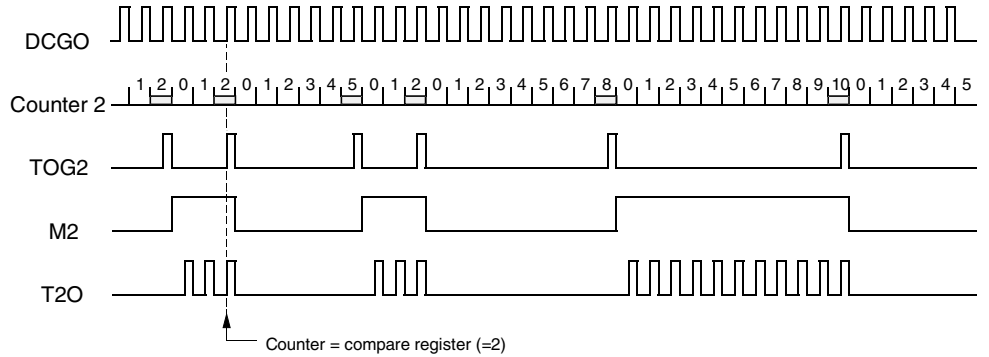 DCGO
1 2 0 1 2 0 1 2 3 4 5 0 1 2 0 1 2 3 4 5 6 7 8 0 1 2 3 4 5 6 7 8 9 10 0 1 2 3 4 5
Counter 2
TOG2
M2
T2O
Counter = compare register (=2)